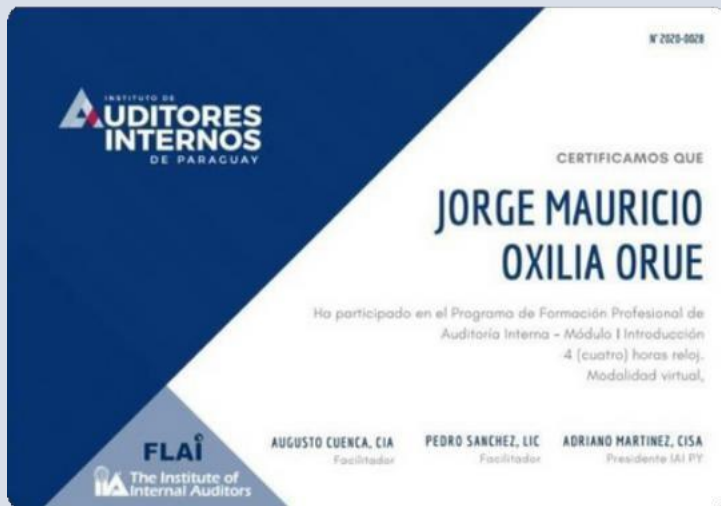 N° 2020-0028
INSTITUTO DE
AUDITORES
INTERNOS
DE PARAGUAY
CERTIFICAMOS QUE
JORGE MAURICIO
OXILIA ORUE
Ha participado en el Programa de Formación Profesional de
Auditoría Interna - Módulo I Introducción
4 (cuatro) horas reloj.
Modalidad virtual,
AUGUSTO CUENCA, CIA
Facilitador
PEDRO SANCHEZ, LIC
Facilitador
ADRIANO MARTINEZ, CISA
Presidente IAI PY
FLAI
IIA The Institute of
Internal Auditors